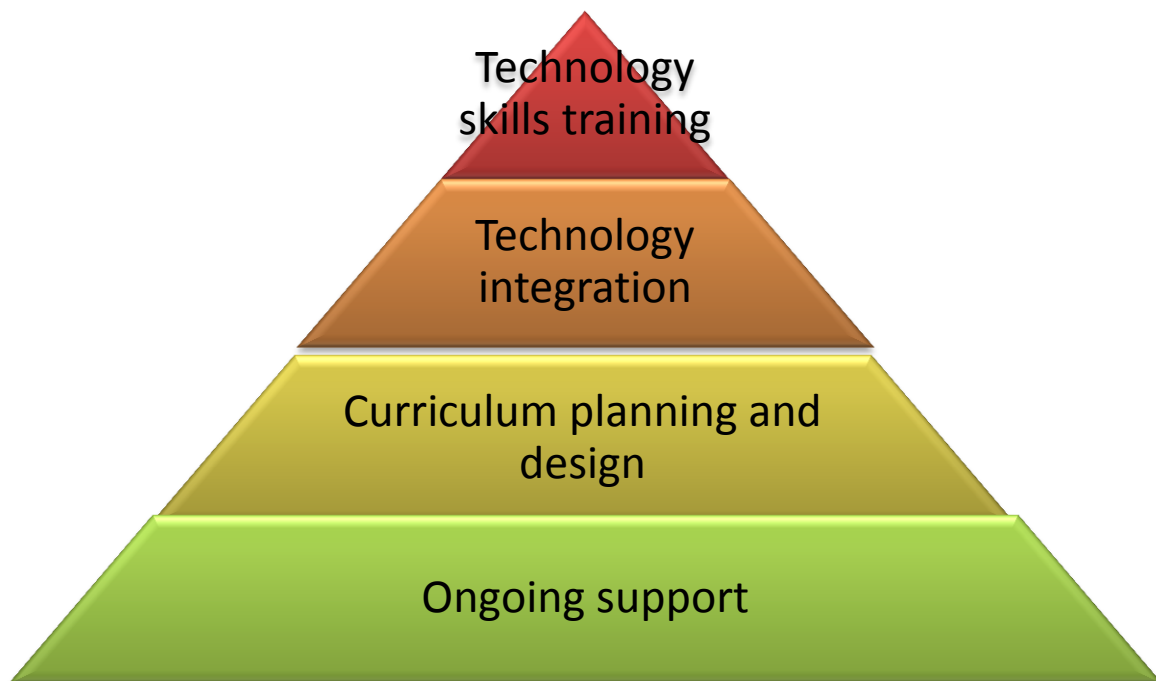 Technology
skills training
Technology
integration
Curriculum planning and
design
Ongoing support